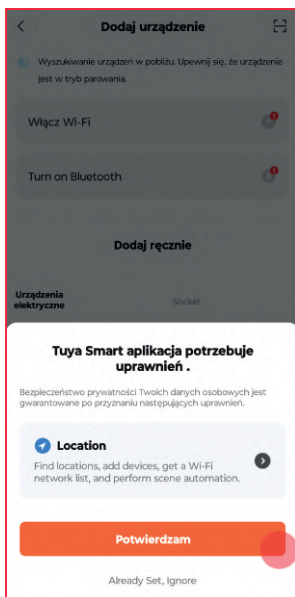 Dodaj urządzenie
Wyszukiwanie urządzeń w pobliżu. Upewnij się, że urządzenie
jest w tryb parowania.
Włącz Wi-Fi
Turn on Bluetooth
Dodaj ręcznie
Urządzenia
elektryczne
Socket
Tuya Smart aplikacja potrzebuje
uprawnień .
Bezpieczeństwo prywatności Twoich danych osobowych jest
gwarantowane po przyznaniu następujących uprawnień.
Location
Find locations, add devices, get a Wi-Fi
network list, and perform scene automation.
Potwierdzam
Already Set, Ignore